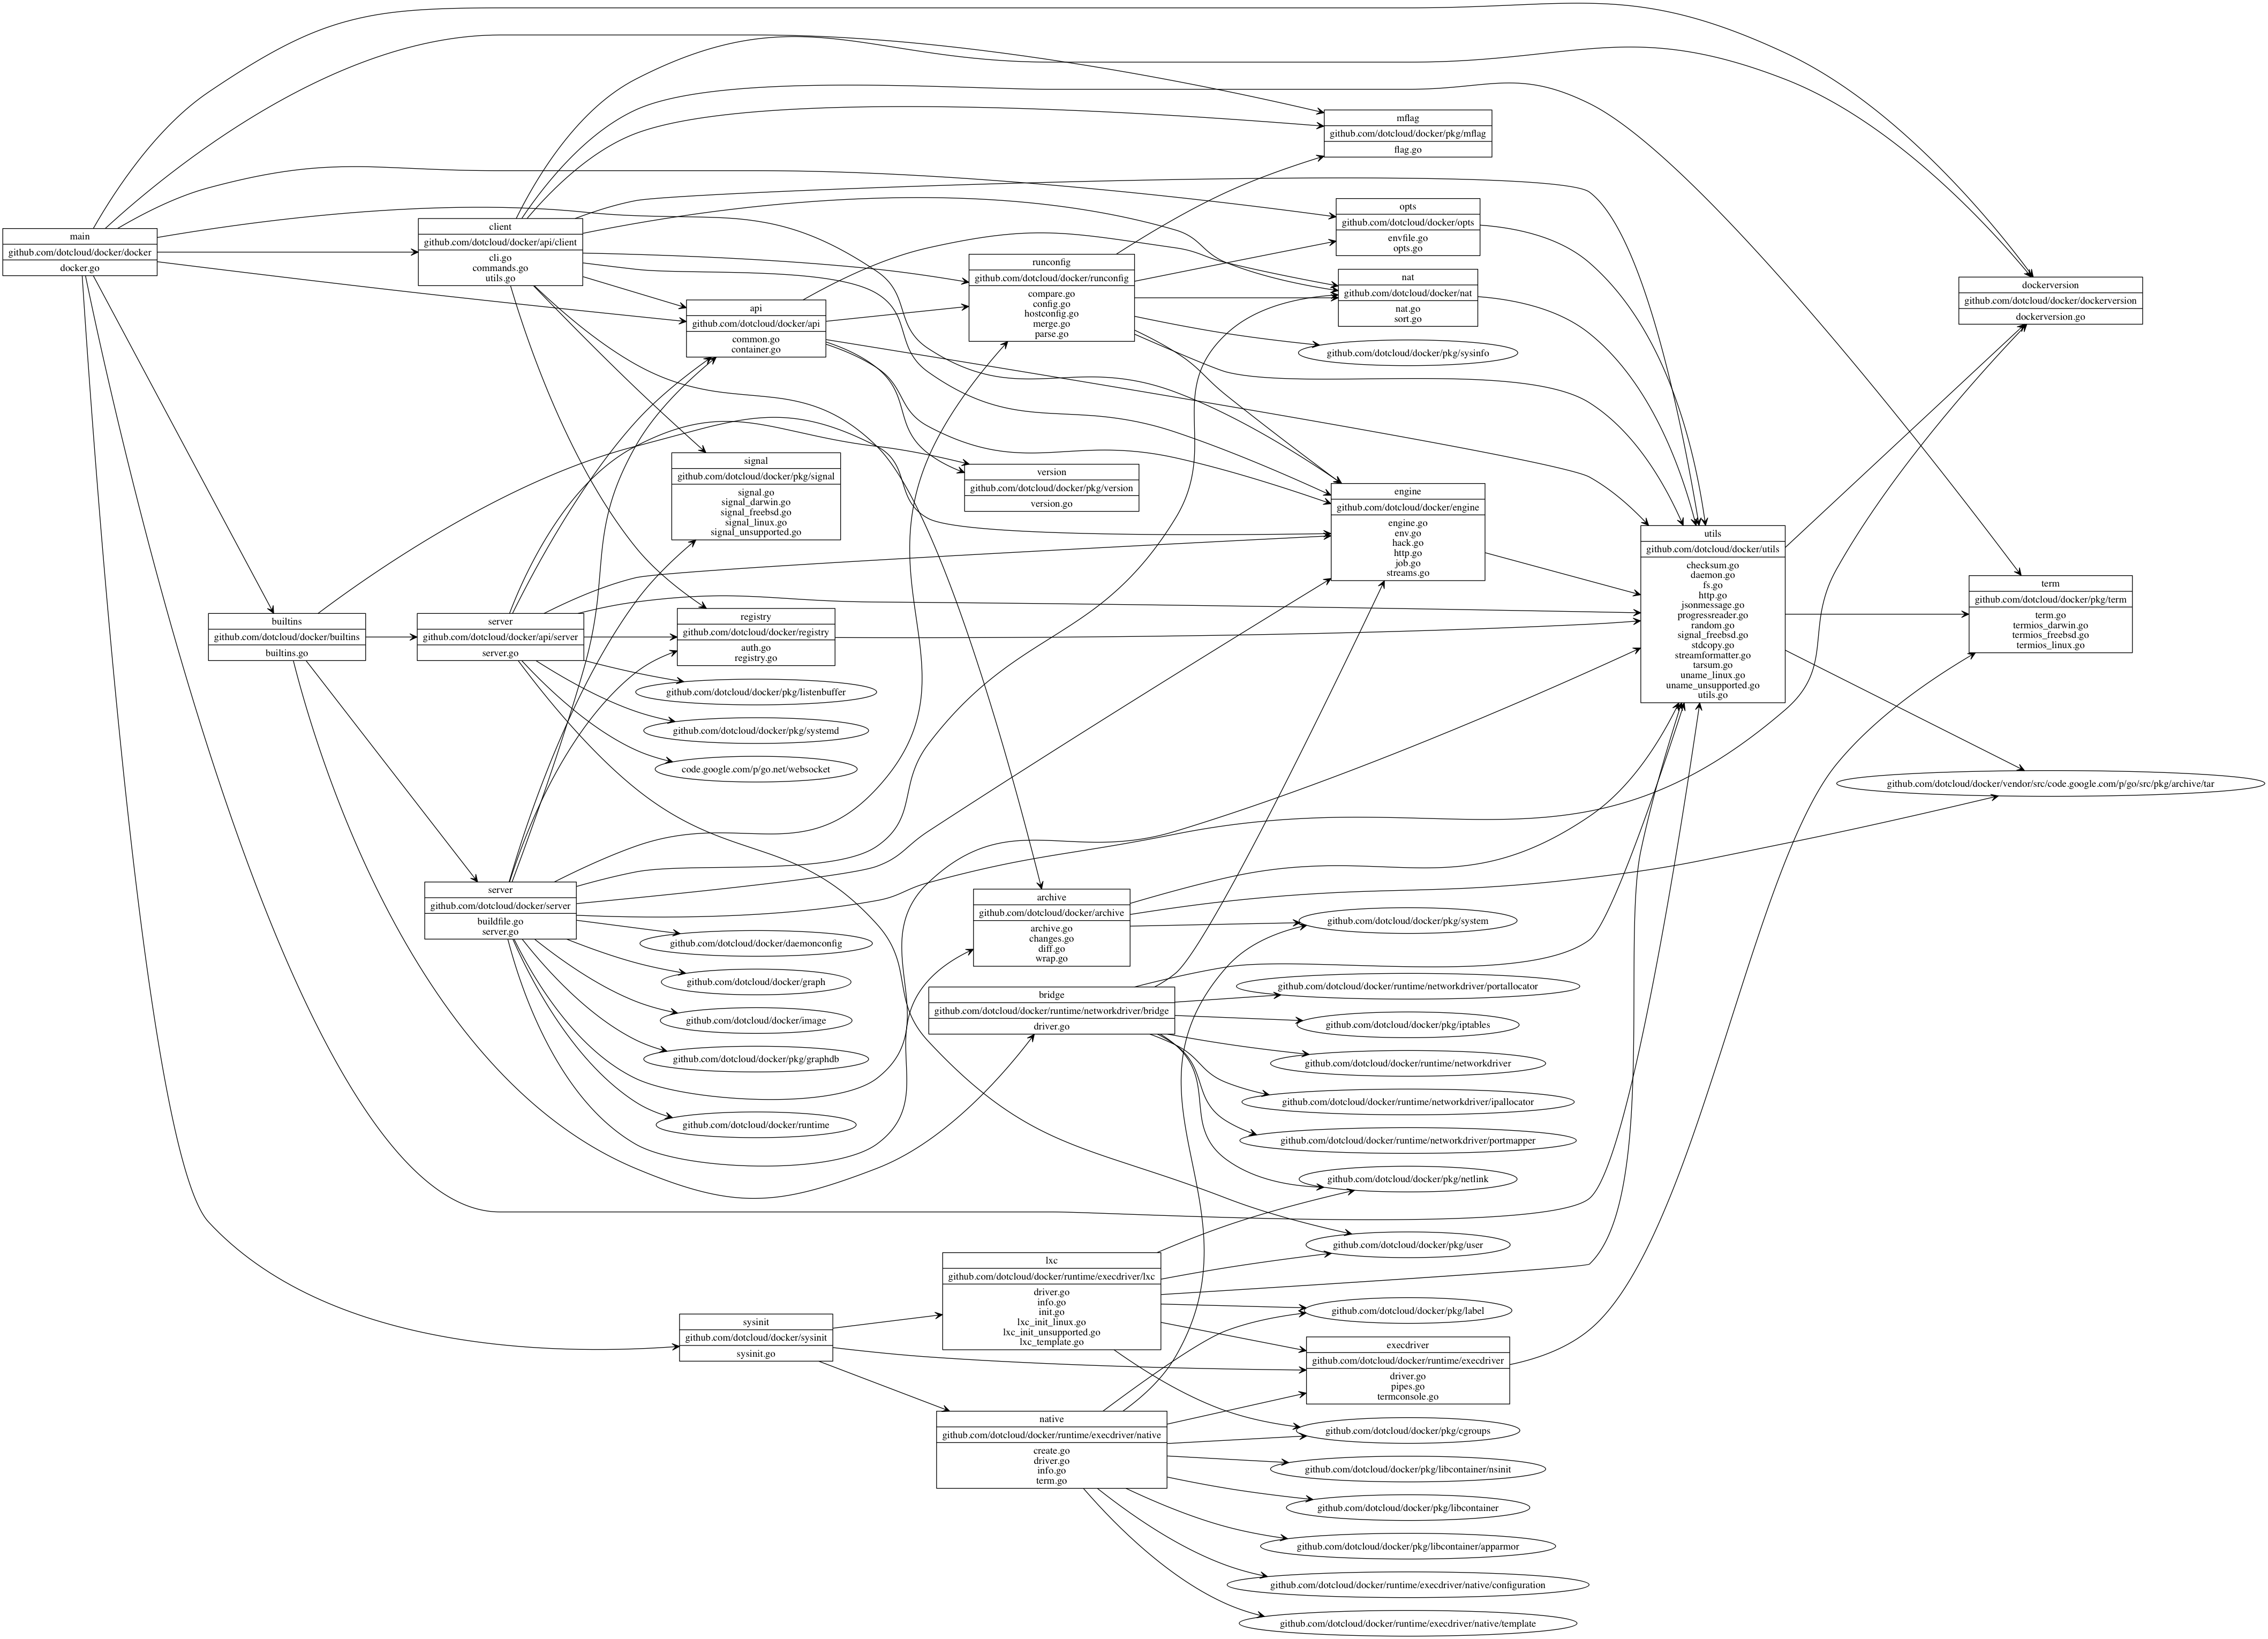 main
github.com/dotcloud/docker/docker
docker.go
client
github.com/dotcloud/docker/api/client
cli.go
commands.go
utils.go
api
github.com/dotcloud/docker/api
common.go
container.go
runconfig
github.com/dotcloud/docker/runconfig
compare.go
config.go
hostconfig.go
merge.go
parse.go
mflag
github.com/dotcloud/docker/pkg/mflag
flag.go
opts
github.com/dotcloud/docker/opts
envfile.go
opts.go
nat
github.com/dotcloud/docker/nat
nat.go
sort.go
github.com/dotcloud/docker/pkg/sysinfo
dockerversion
github.com/dotcloud/docker/dockerversion
dockerversion.go
signal
github.com/dotcloud/docker/pkg/signal
signal.go
signal_darwin.go
signal_freebsd.go
signal_linux.go
signal_unsupported.go
version
github.com/dotcloud/docker/pkg/version
version.go
engine
github.com/dotcloud/docker/engine
engine.go
env.go
hack.go
http.go
job.go
streams.go
utils
github.com/dotcloud/docker/utils
checksum.go
daemon.go
fs.go
http.go
jsonmessage.go
progressreader.go
random.go
signal_freebsd.go
stdcopy.go
streamformatter.go
tarsum.go
uname_linux.go
uname_unsupported.go
utils.go
term
github.com/dotcloud/docker/pkg/term
term.go
termios_darwin.go
termios_freebsd.go
termios_linux.go
builtins
github.com/dotcloud/docker/builtins
builtins.go
server
github.com/dotcloud/docker/api/server
server.go
registry
github.com/dotcloud/docker/registry
auth.go
registry.go
github.com/dotcloud/docker/pkg/listenbuffer
github.com/dotcloud/docker/pkg/systemd
code.google.com/p/go.net/websocket
github.com/dotcloud/docker/vendor/src/code.google.com/p/go/src/pkg/archive/tar
server
github.com/dotcloud/docker/server
buildfile.go
server.go
github.com/dotcloud/docker/daemonconfig
github.com/dotcloud/docker/graph
github.com/dotcloud/docker/image
github.com/dotcloud/docker/pkg/graphdb
github.com/dotcloud/docker/runtime
archive
github.com/dotcloud/docker/archive
archive.go
changes.go
diff.go
wrap.go
github.com/dotcloud/docker/pkg/system
bridge
github.com/dotcloud/docker/runtime/networkdriver/bridge
driver.go
github.com/dotcloud/docker/runtime/networkdriver/portallocator
github.com/dotcloud/docker/pkg/iptables
github.com/dotcloud/docker/runtime/networkdriver
github.com/dotcloud/docker/runtime/networkdriver/ipallocator
github.com/dotcloud/docker/runtime/networkdriver/portmapper
github.com/dotcloud/docker/pkg/netlink
github.com/dotcloud/docker/pkg/user
lxc
github.com/dotcloud/docker/runtime/execdriver/lxc
driver.go
info.go
init.go
lxc_init_linux.go
lxc_init_unsupported.go
lxc_template.go
github.com/dotcloud/docker/pkg/label
sysinit
github.com/dotcloud/docker/sysinit
sysinit.go
execdriver
github.com/dotcloud/docker/runtime/execdriver
driver.go
pipes.go
termconsole.go
native
github.com/dotcloud/docker/runtime/execdriver/native
create.go
driver.go
info.go
term.go
github.com/dotcloud/docker/pkg/cgroups
github.com/dotcloud/docker/pkg/libcontainer/nsinit
github.com/dotcloud/docker/pkg/libcontainer
github.com/dotcloud/docker/pkg/libcontainer/apparmor
github.com/dotcloud/docker/runtime/execdriver/native/configuration
github.com/dotcloud/docker/runtime/execdriver/native/template